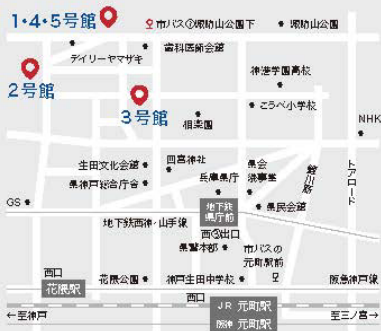 1・4・5号館
市バス⑦諏訪山公園下
諏訪山公園
デイリーヤマザキ
歯科医師会館
神港学園高校
2号館
3号館
こうべ小学校
相楽園
NHK
生田文化会館
四宮神社
県会議事堂
鯉川筋
トアロード
兵庫県庁
県神戸総合庁舎
GS
地下鉄県庁前
県民会館
地下鉄西神・山手線
西③出口
県警本部
市バスの元町駅前
西口
花隈駅
花隈公園
神戸生田中学校
阪急神戸線
西口
←至神戸
JR 元町駅
至三ノ宮→
阪神 元町駅